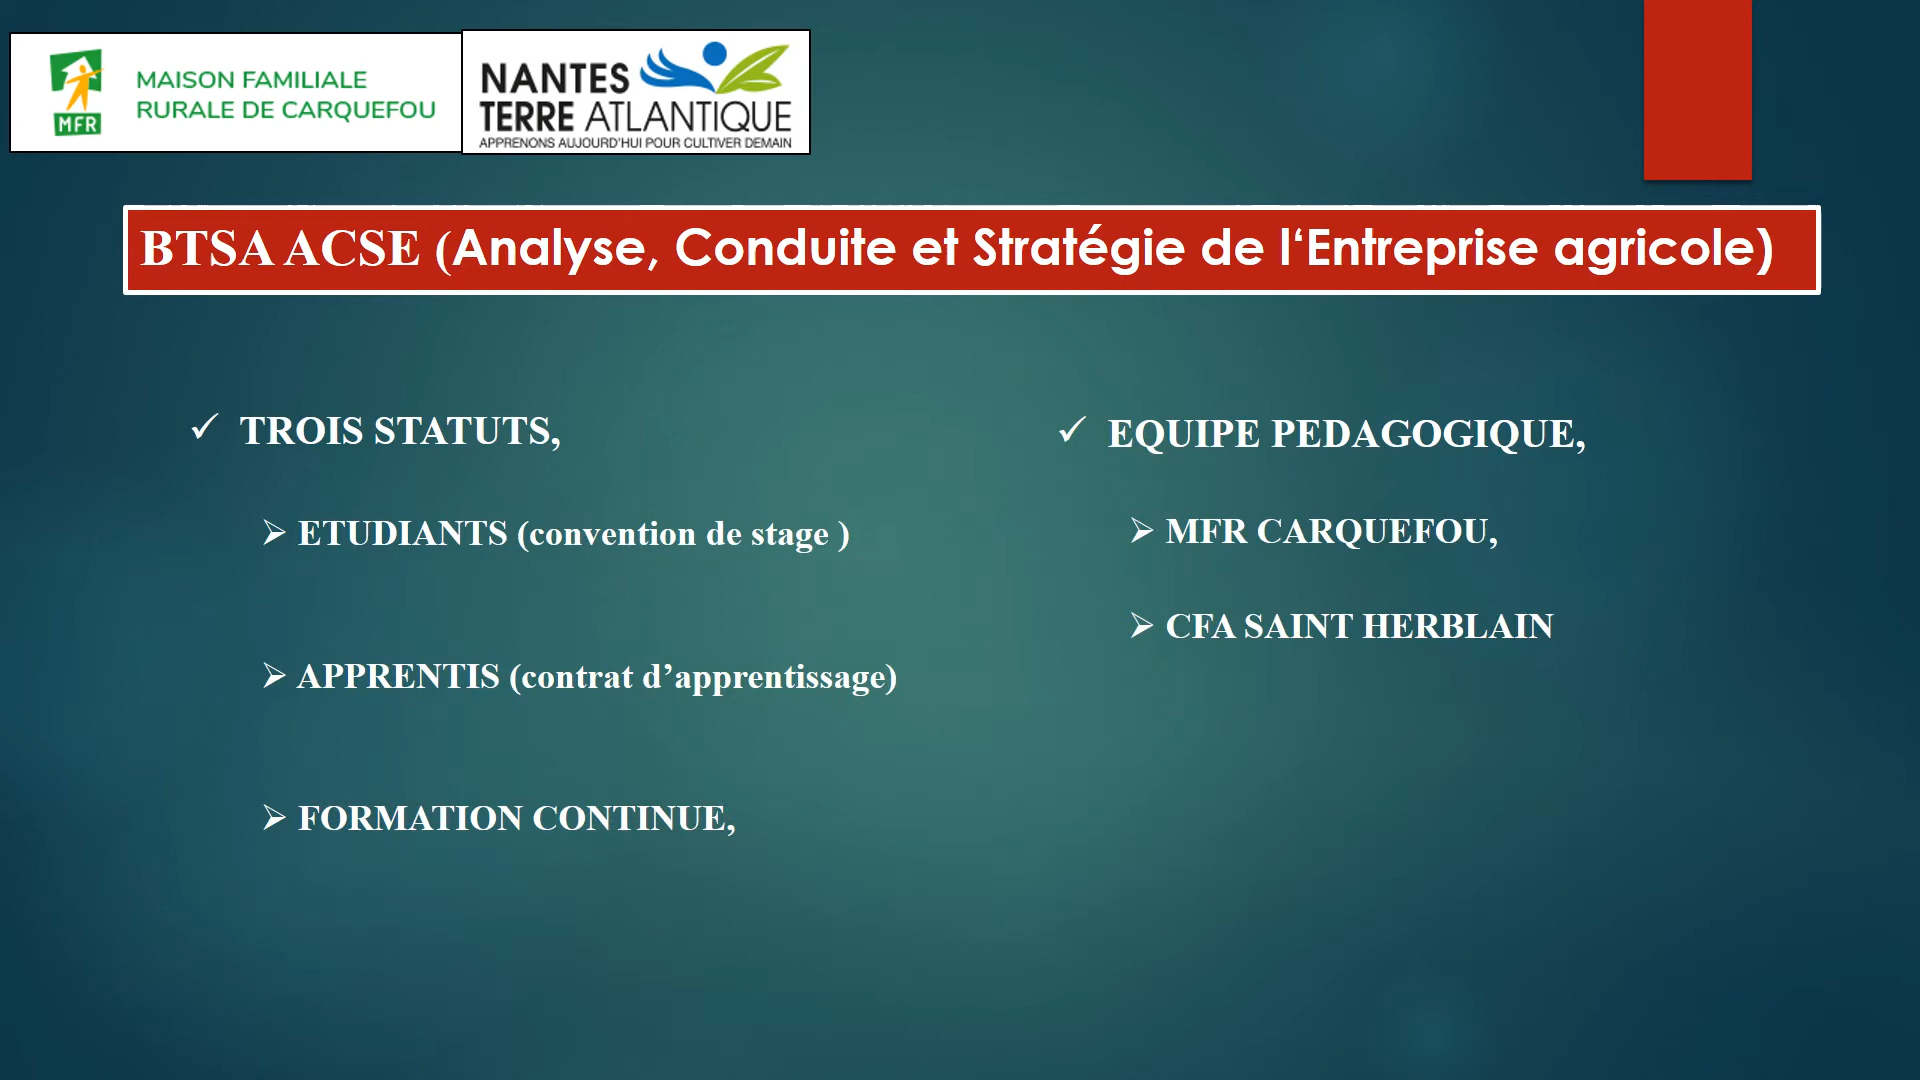 MAISON FAMILIALE
RURALE DE CARQUEFOU
MFR
NANTES
TERRE ATLANTIQUE
APPRENONS AUJOURD'HUI POUR CULTIVER DEMAIN
BTSA ACSE (Analyse, Conduite et Stratégie de l‘Entreprise agricole)
TROIS STATUTS,
ETUDIANTS (convention de stage )
APPRENTIS (contrat d’apprentissage)
FORMATION CONTINUE,
EQUIPE PEDAGOGIQUE,
MFR CARQUEFOU,
CFA SAINT HERBLAIN